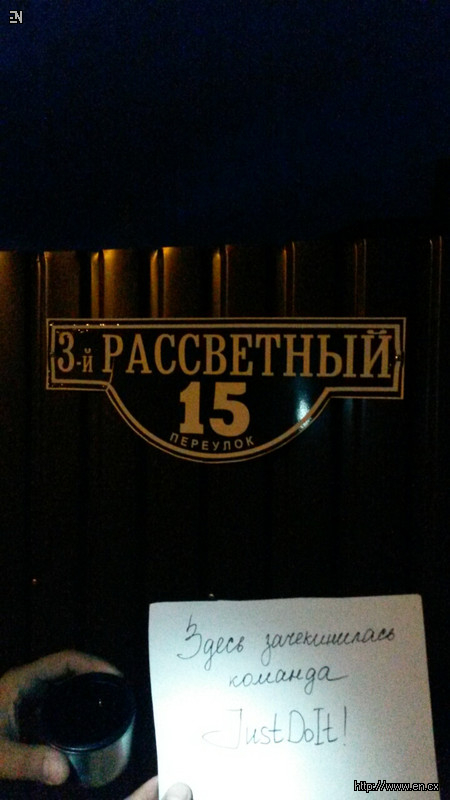 EN
3-й РАССВЕТНЫЙ
15
ПЕРЕУЛОК
Здесь зачекинилась
команда
JustDoIt!
http://www.en.cx